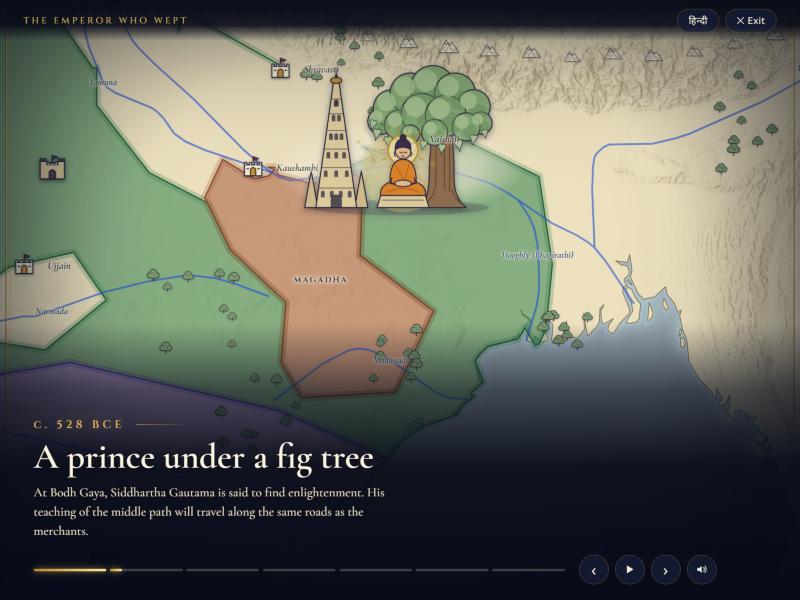 THE EMPEROR WHO WEPT
हिन्दी
Exit
Shravasti
Yamuna
Vaishali
Kaushambi
Hooghly (Bhagirathi)
Ujjain
MAGADHA
Narmada
Mahanadi
C. 528 BCE
A prince under a fig tree
At Bodh Gaya, Siddhartha Gautama is said to find enlightenment. His
teaching of the middle path will travel along the same roads as the
merchants.